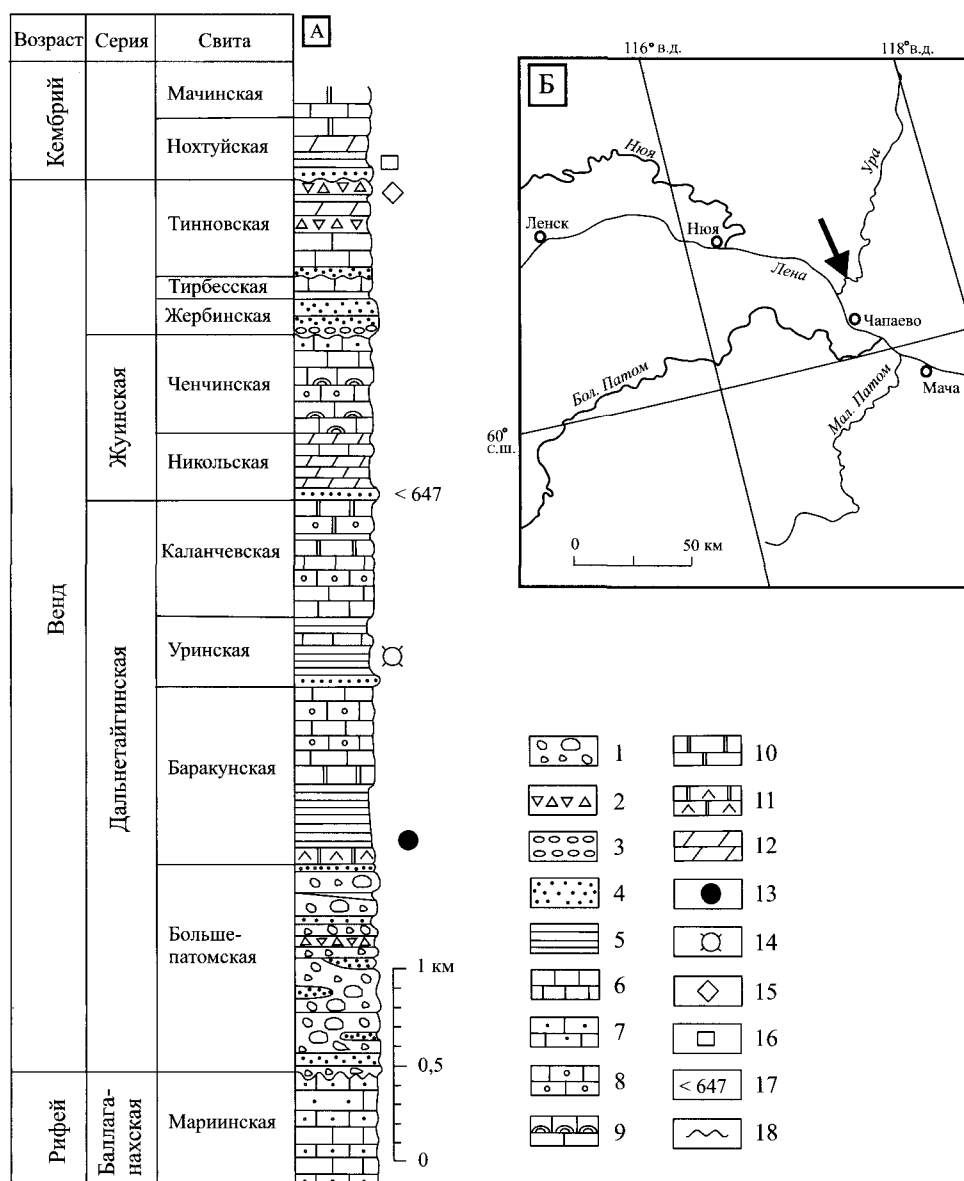 Возраст Серия Свита
А
Кембрий
Мачинская
Нохтуйская
Венд
Тинновская
Тирбесская
Жербинская
Жуинская
Ченчинская
Никольская
< 647
Дальнетайгинская
Каланчевская
Уринская
Баракунская
Больше-
патомская
1 км
0,5
0
Рифей
Баллага-
нахская
Мариинская
Б
116° в.д.
118° в.д.
Нюя
Ура
Ленск
Нюя
Лена
Чапаево
Бол. Патом
Мал. Патом
Мача
60°
с.ш.
0 50 км
1
2
3
4
5
6
7
8
9
10
11
12
13
14
15
16
< 647 17
18